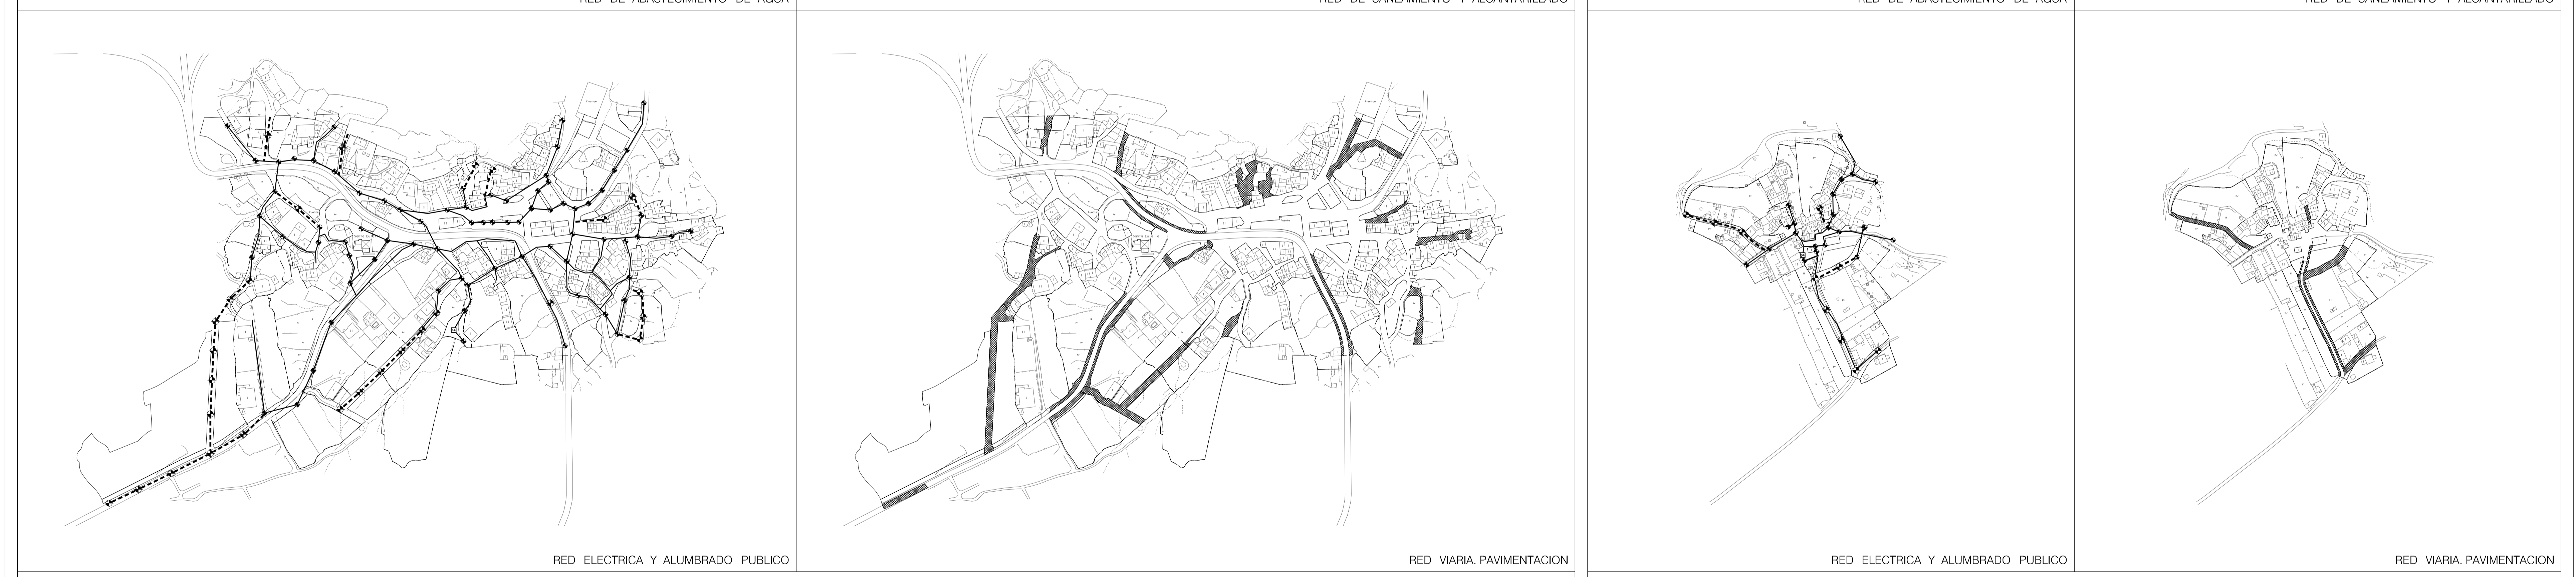 RED DE ABASTECIMIENTO DE AGUA
RED DE SANEAMIENTO Y ALCANTARILLADO
RED DE ABASTECIMIENTO DE AGUA
RED DE SANEAMIENTO Y ALCANTARILLADO
RED ELECTRICA Y ALUMBRADO PUBLICO
RED VIARIA. PAVIMENTACION
RED ELECTRICA Y ALUMBRADO PUBLICO
RED VIARIA. PAVIMENTACION